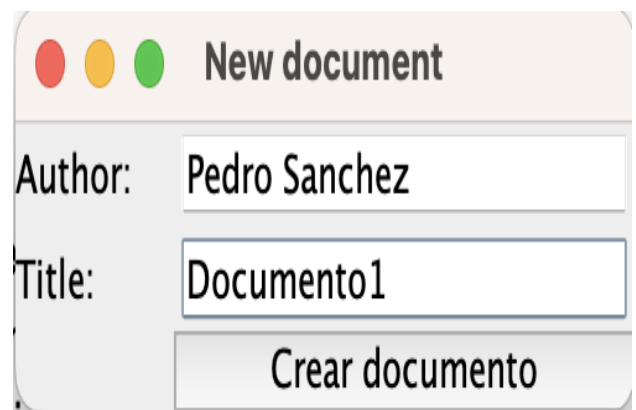 New document
Author: Pedro Sanchez
Title: Documento1
Crear documento